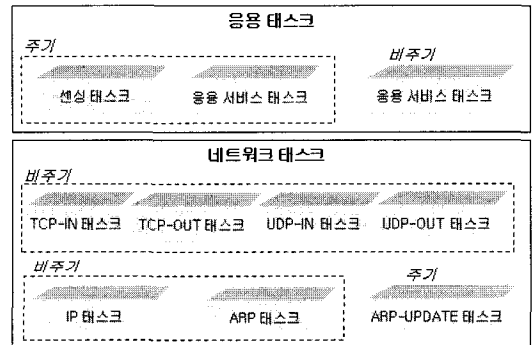 응용 태스크
주기
비주기
센싱 태스크
응용 서비스 태스크
응용 서비스 태스크
네트워크 태스크
비주기
TCP-IN 태스크
TCP-OUT 태스크
UDP-IN 태스크
UDP-OUT 태스크
비주기
주기
IP 태스크
ARP 태스크
ARP-UPDATE 태스크